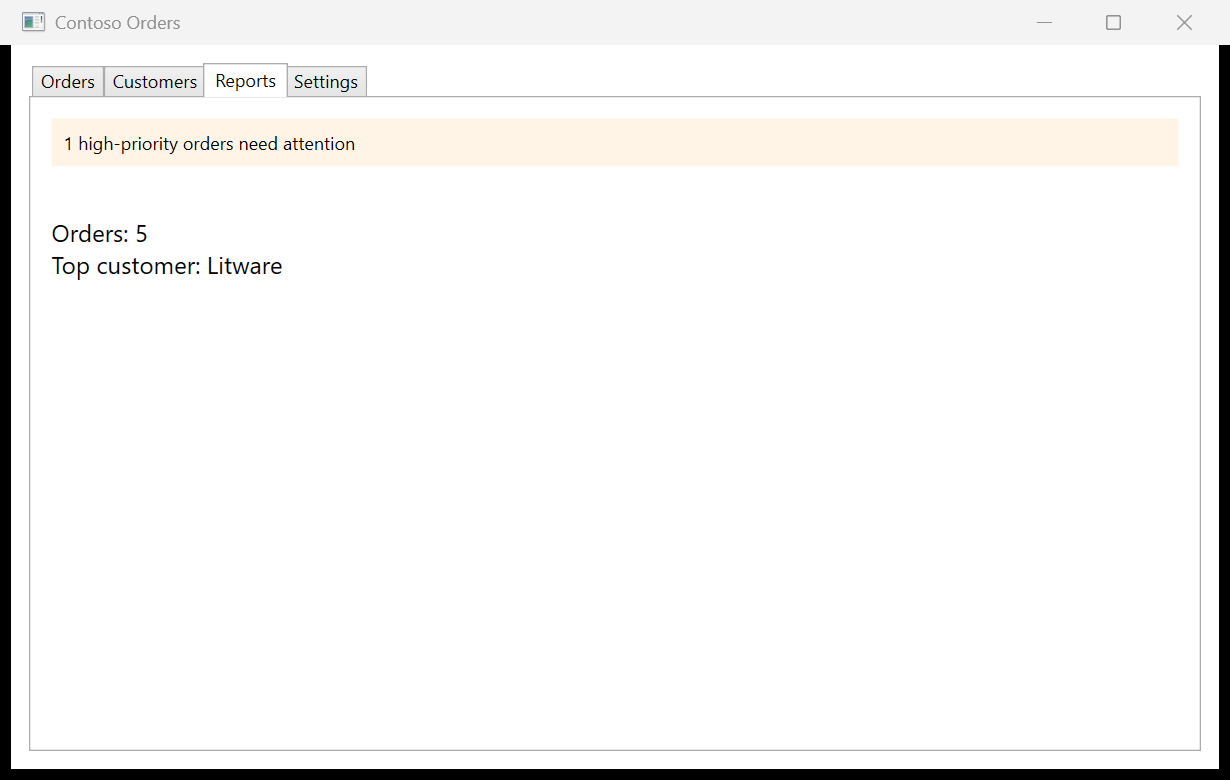 Contoso Orders
Orders Customers Reports Settings
1 high-priority orders need attention
Orders: 5
Top customer: Litware